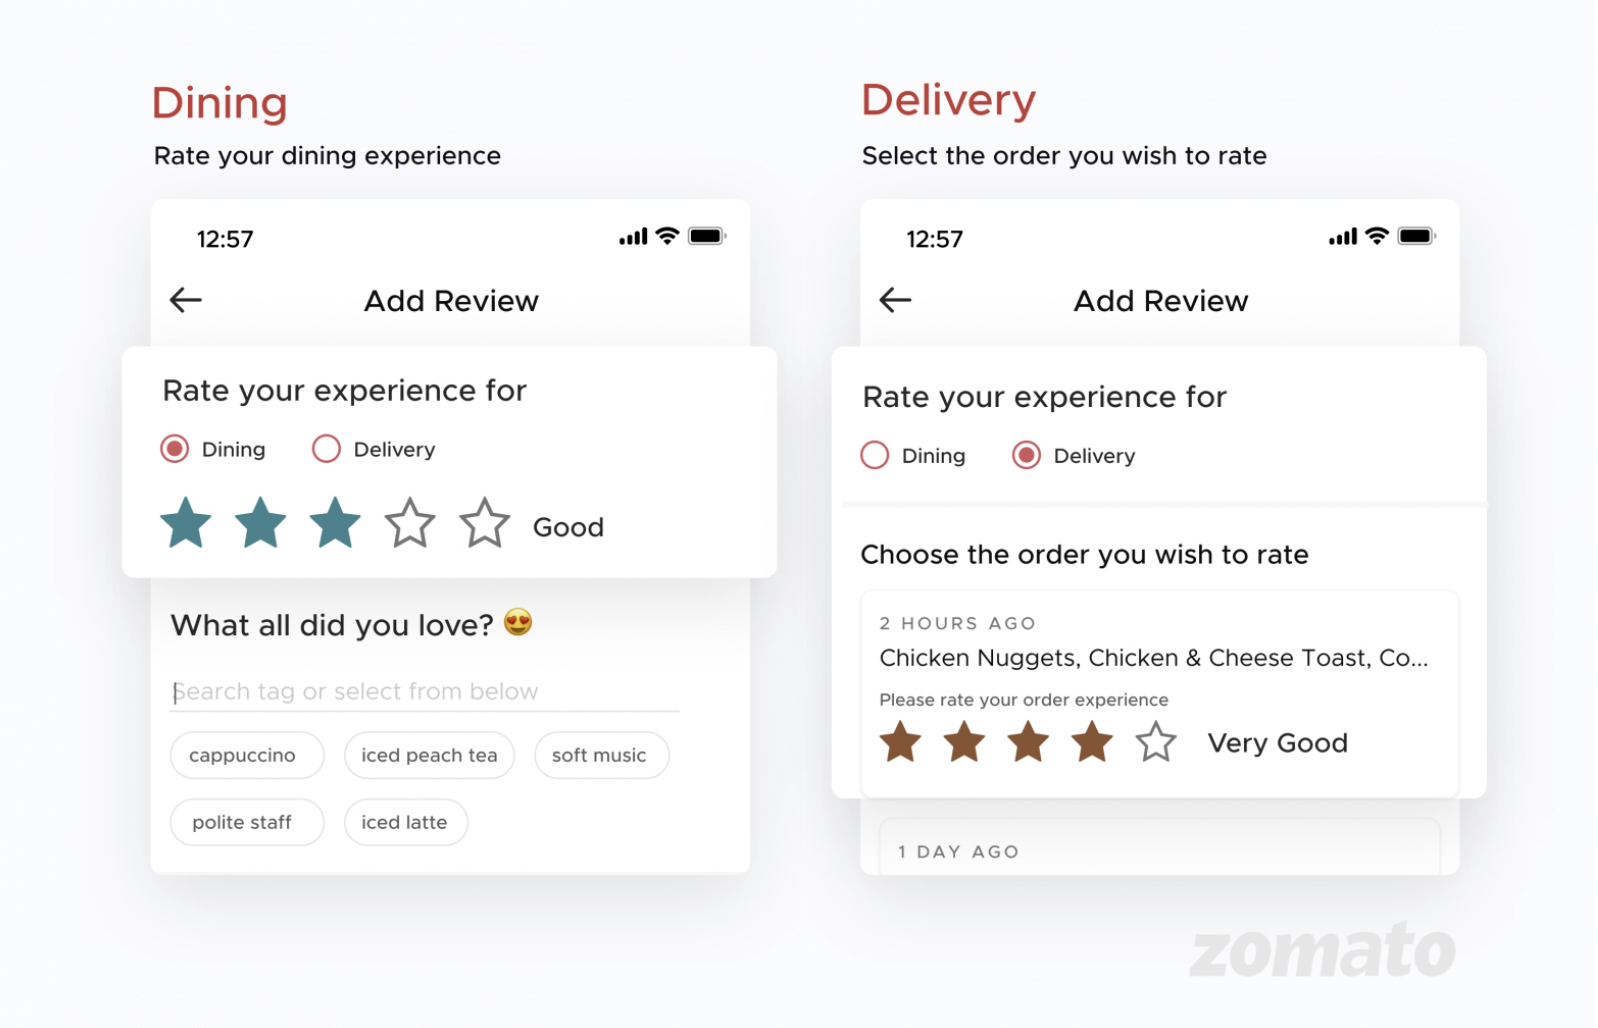 Dining
Rate your dining experience
12:57
Add Review
Rate your experience for
Dining
Delivery
Good
What all did you love? 😍
Search tag or select from below
cappuccino
iced peach tea
soft music
polite staff
iced latte
Delivery
Select the order you wish to rate
12:57
Add Review
Rate your experience for
Dining
Delivery
Choose the order you wish to rate
2 HOURS AGO
Chicken Nuggets, Chicken & Cheese Toast, Co...
Please rate your order experience
Very Good
1 DAY AGO
zomato